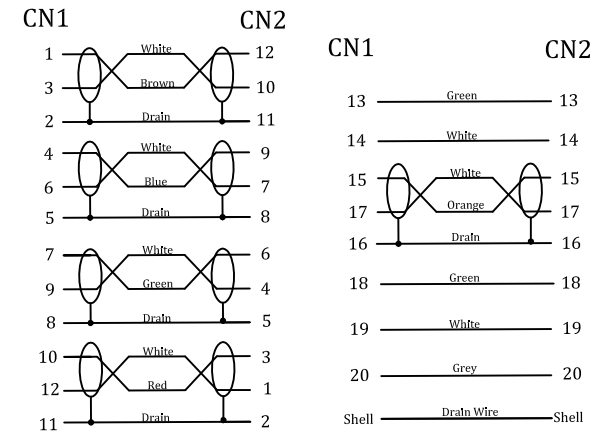 CN1 CN2
1 White 12
3 Brown 10
2 Drain 11
4 White 9
6 Blue 7
5 Drain 8
7 White 6
9 Green 4
8 Drain 5
10 White 3
12 Red 1
11 Drain 2
CN1 CN2
13 Green 13
14 White 14
15 White 15
17 Orange 17
16 Drain 16
18 Green 18
19 White 19
20 Grey 20
Shell Drain Wire Shell